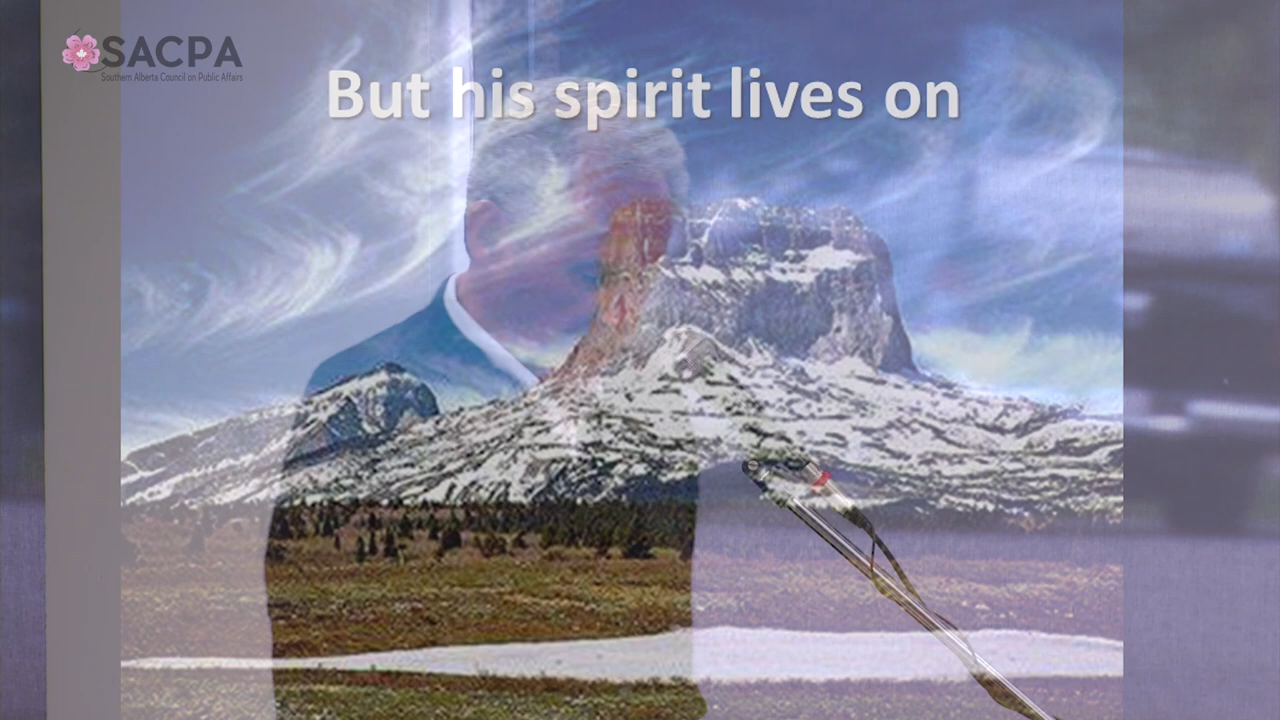 SACPA
Southern Alberta Council on Public Affairs
But his spirit lives on